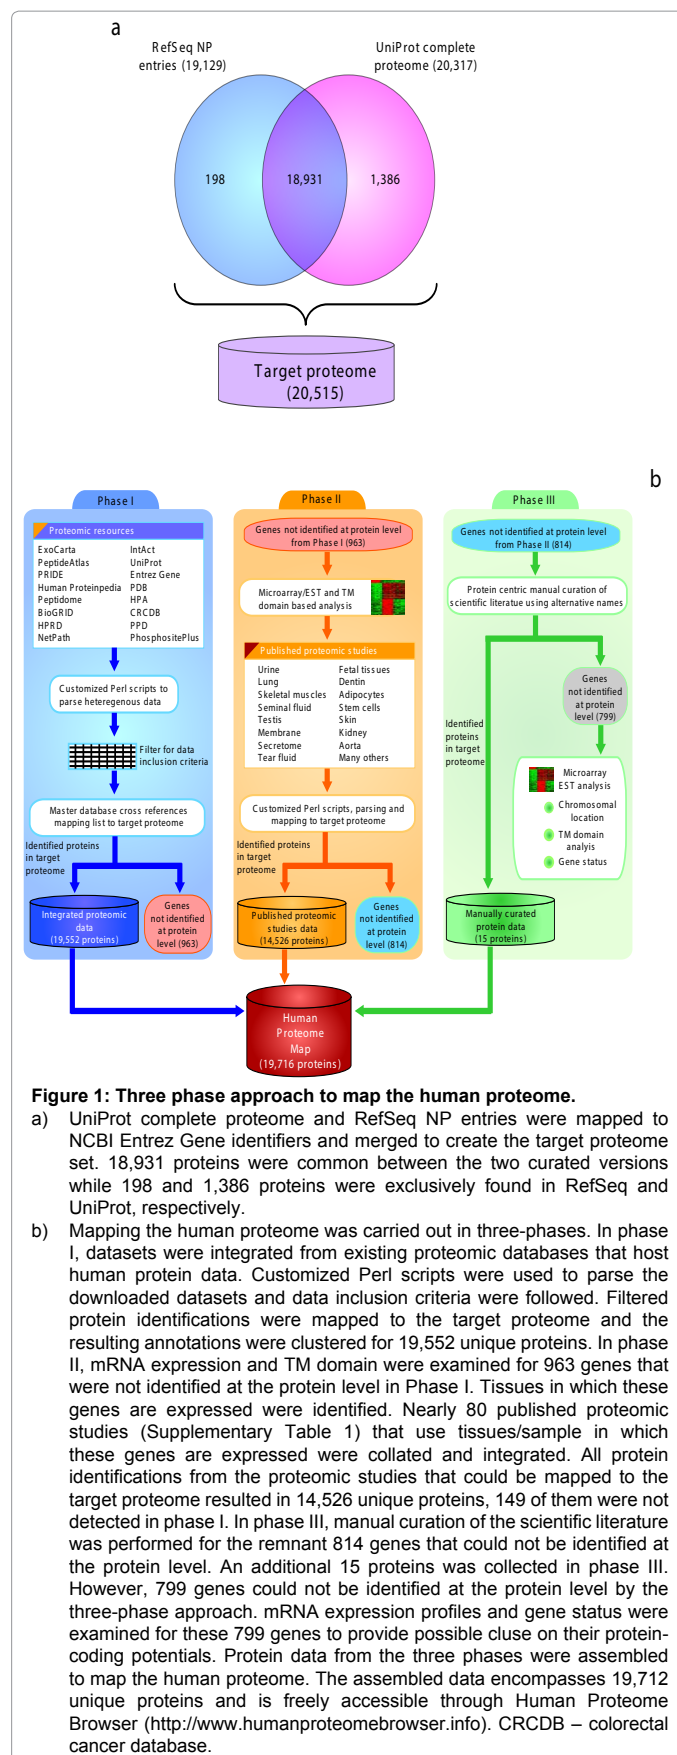 a
RefSeq NP
entries (19,129)
UniProt complete
proteome (20,317)
198
18,931
1,386
Target proteome
(20,515)
b
Phase I
Proteomic resources
ExoCarta
PeptideAtlas
PRIDE
Human Proteinpedia
Peptidome
BioGRID
HPRD
NetPath
IntAct
UniProt
Entrez Gene
PDB
HPA
CRCDB
PPD
PhosphositePlus
Customized Perl scripts to
parse heteregenous data
Filter for data
inclusion criteria
Master database cross references
mapping list to target proteome
Identified proteins
in target
proteome
Integrated proteomic
data
(19,552 proteins)
Genes
not identified
at protein
level (963)
Phase II
Genes not identified at protein level
from Phase I (963)
Microarray/EST and TM
domain based analysis
Published proteomic studies
Urine
Lung
Skeletal muscles
Seminal fluid
Testis
Membrane
Secretome
Tear fluid
Fetal tissues
Dentin
Adipocytes
Stem cells
Skin
Kidney
Aorta
Many others
Customized Perl scripts, parsing and
mapping to target proteome
Identified proteins
in target
proteome
Published proteomic
studies data
(14,526 proteins)
Genes
not identified
at protein
level (814)
Phase III
Genes not identified at protein level
from Phase II (814)
Protein centric manual curation of
scientific literatue using alternative names
Identified
proteins
in target
proteome
Genes
not identified
at protein
level (799)
Microarray
EST analysis
Chromosomal
location
TM domain
analyis
Gene status
Manually curated
protein data
(15 proteins)
Human
Proteome
Map
(19,716 proteins)
Figure 1: Three phase approach to map the human proteome.
a) UniProt complete proteome and RefSeq NP entries were mapped to
NCBI Entrez Gene identifiers and merged to create the target proteome
set. 18,931 proteins were common between the two curated versions
while 198 and 1,386 proteins were exclusively found in RefSeq and
UniProt, respectively.
b) Mapping the human proteome was carried out in three-phases. In phase
I, datasets were integrated from existing proteomic databases that host
human protein data. Customized Perl scripts were used to parse the
downloaded datasets and data inclusion criteria were followed. Filtered
protein identifications were mapped to the target proteome and the
resulting annotations were clustered for 19,552 unique proteins. In phase
II, mRNA expression and TM domain were examined for 963 genes that
were not identified at the protein level in Phase I. Tissues in which these
genes are expressed were identified. Nearly 80 published proteomic
studies (Supplementary Table 1) that use tissues/sample in which
these genes are expressed were collated and integrated. All protein
identifications from the proteomic studies that could be mapped to the
target proteome resulted in 14,526 unique proteins, 149 of them were not
detected in phase I. In phase III, manual curation of the scientific literature
was performed for the remnant 814 genes that could not be identified at
the protein level. An additional 15 proteins was collected in phase III.
However, 799 genes could not be identified at the protein level by the
three-phase approach. mRNA expression profiles and gene status were
examined for these 799 genes to provide possible cluse on their protein-
coding potentials. Protein data from the three phases were assembled
to map the human proteome. The assembled data encompasses 19,712
unique proteins and is freely accessible through Human Proteome
Browser (http://www.humanproteomebrowser.info). CRCDB – colorectal
cancer database.